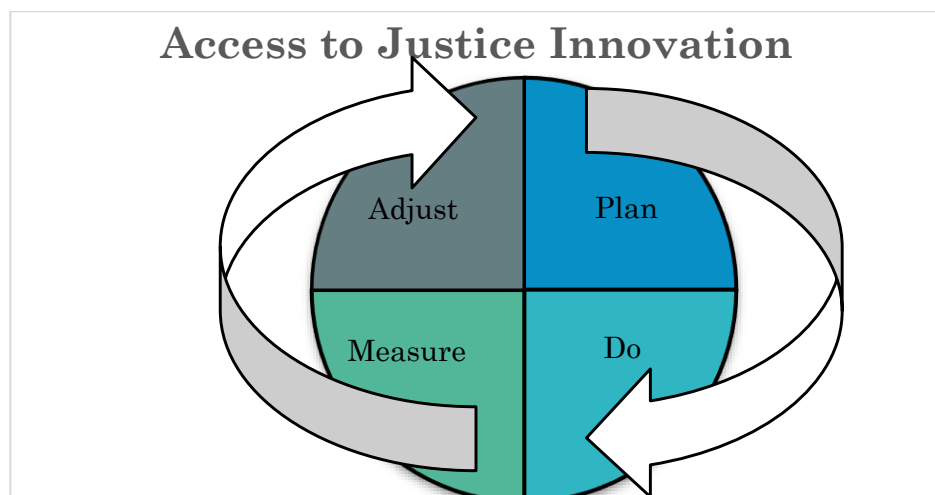 Access to Justice Innovation
Adjust
Plan
Measure
Do